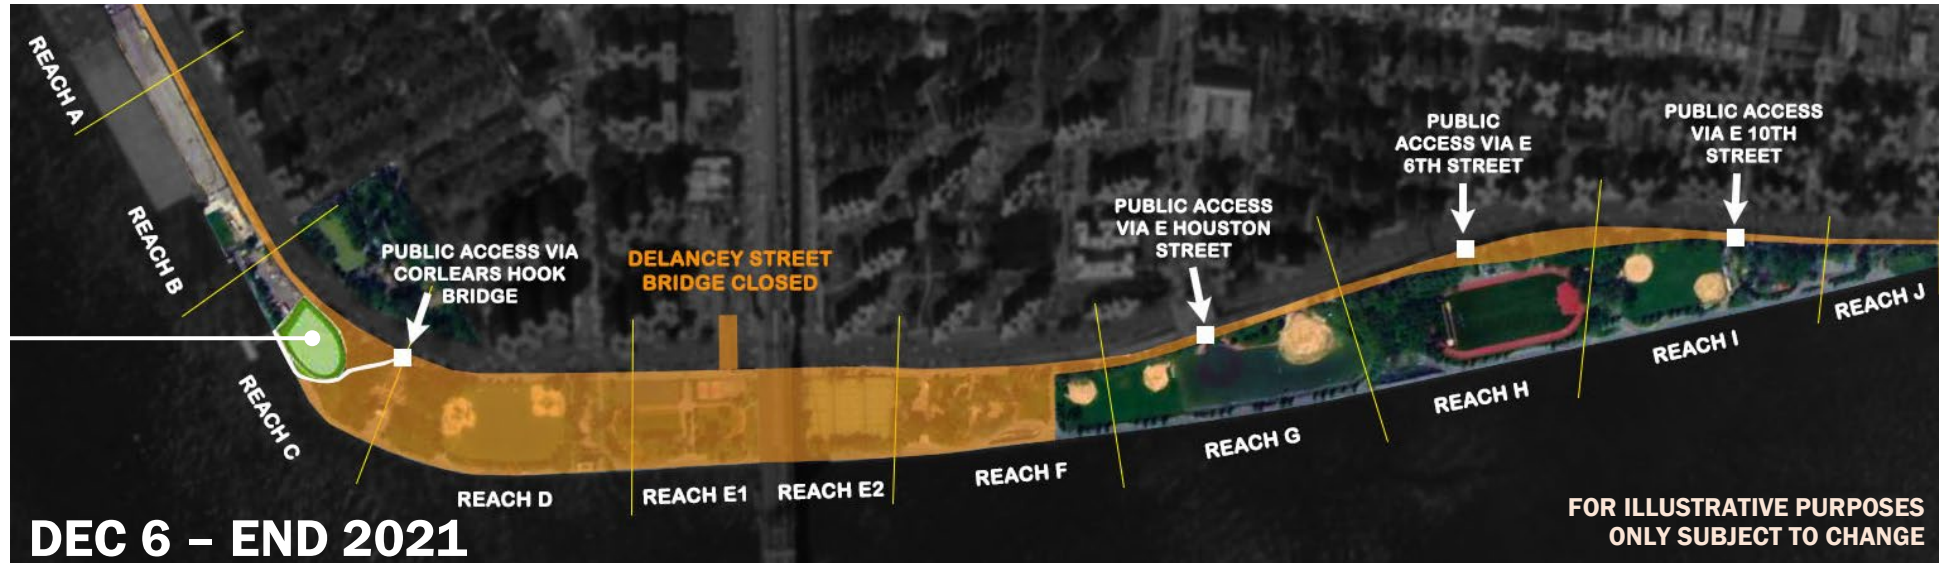 REACH A
REACH B
REACH C
PUBLIC ACCESS VIA
CORLEARS HOOK
BRIDGE
DELANCEY STREET
BRIDGE CLOSED
PUBLIC ACCESS
VIA E HOUSTON
STREET
PUBLIC
ACCESS VIA E
6TH STREET
PUBLIC ACCESS
VIA E 10TH
STREET
REACH D
REACH E1
REACH E2
REACH F
REACH G
REACH H
REACH I
REACH J
DEC 6 – END 2021
FOR ILLUSTRATIVE PURPOSES
ONLY SUBJECT TO CHANGE